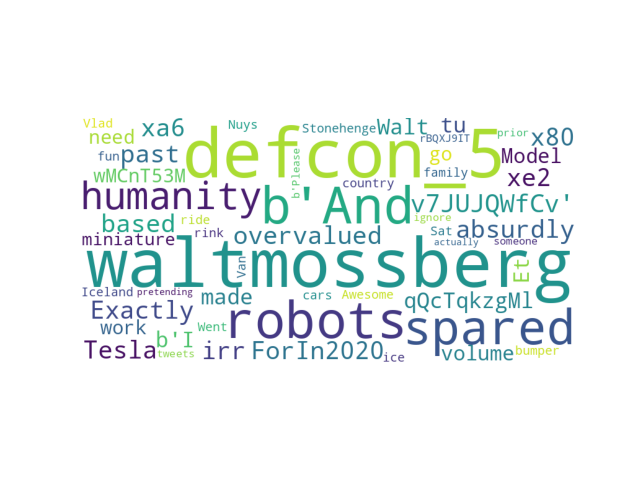 Vlad
Nuys
Stonehenge
Walt
tu
rBQXJ9IT
prior
xa6
need
defcon_5
x80
fun
past
b'Please
go
Model
family
wMCnT53M
country
xe2
humanity
b'And
v7JUJQWfCv'
based
ride
ignore
absurdly
miniature
rink
overvalued
Sat
actually
someone
waltmossberg
Van
Et
Iceland
pretending
made
cars
Awesome
qQcTqkzgMl
Exactly
robots
spared
work
Went
b'I
Tesla
tweets
irr
ForIn2020
ice
volume
bumper